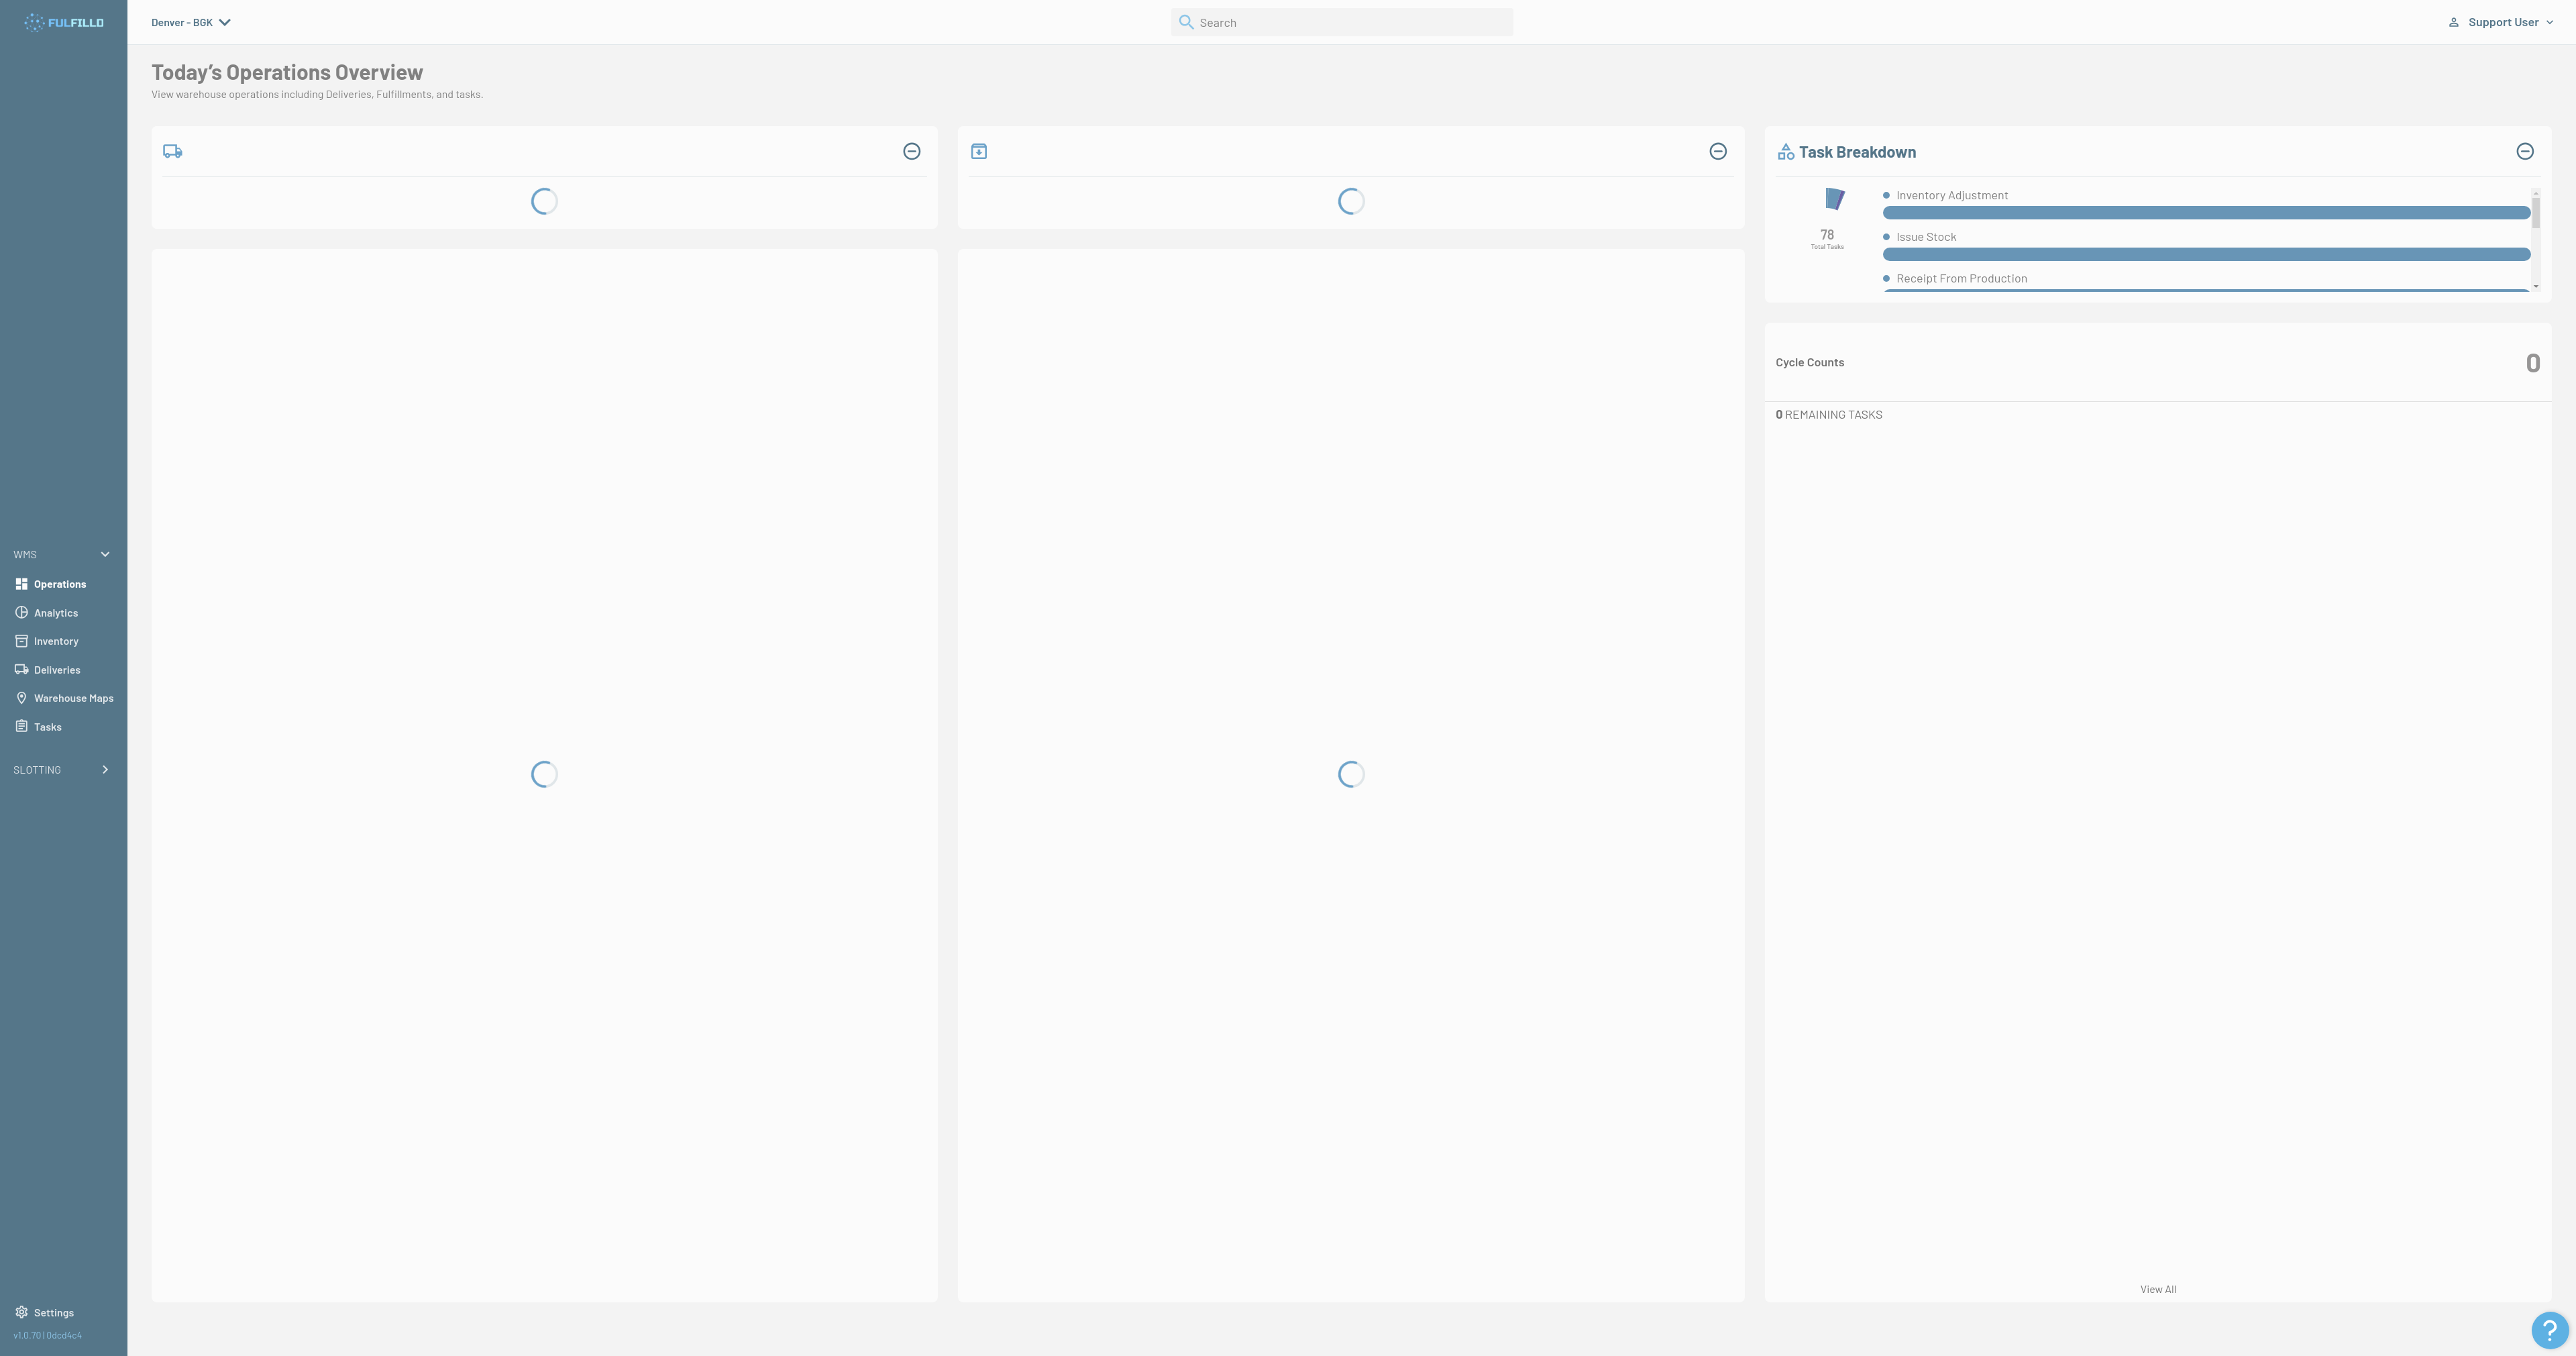 FULFILLD
Denver - BGK
Search
Support User
Today's Operations Overview
View warehouse operations including Deliveries, Fulfillments, and tasks.
Task Breakdown
78
Total Tasks
Inventory Adjustment
Issue Stock
Receipt From Production
Cycle Counts
0
0 REMAINING TASKS
View All
WMS
Operations
Analytics
Inventory
Deliveries
Warehouse Maps
Tasks
SLOTTING
Settings
v1.0.70 | 0dcd4c4
?